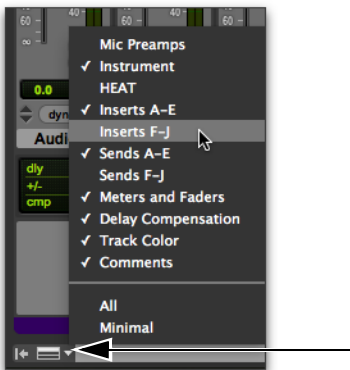 40
40
60
60
60
60
∞
Mic Preamps
✓ Instrument
HEAT
0.0
✓ Inserts A-E
dyn
Inserts F-J
Audi
✓ Sends A-E
dly
Sends F-J
+/-
✓ Meters and Faders
cmp
✓ Delay Compensation
✓ Track Color
✓ Comments
All
Minimal